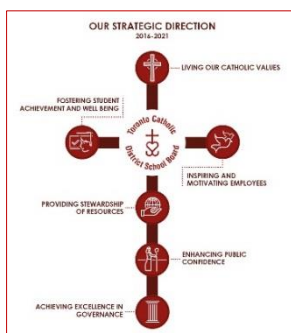 OUR STRATEGIC DIRECTION
2016-2021
LIVING OUR CATHOLIC VALUES
FOSTERING STUDENT
ACHIEVEMENT AND WELL BEING
Toronto Catholic
District School Board
INSPIRING AND
MOTIVATING EMPLOYEES
PROVIDING STEWARDSHIP
OF RESOURCES
ENHANCING PUBLIC
CONFIDENCE
ACHIEVING EXCELLENCE IN
GOVERNANCE